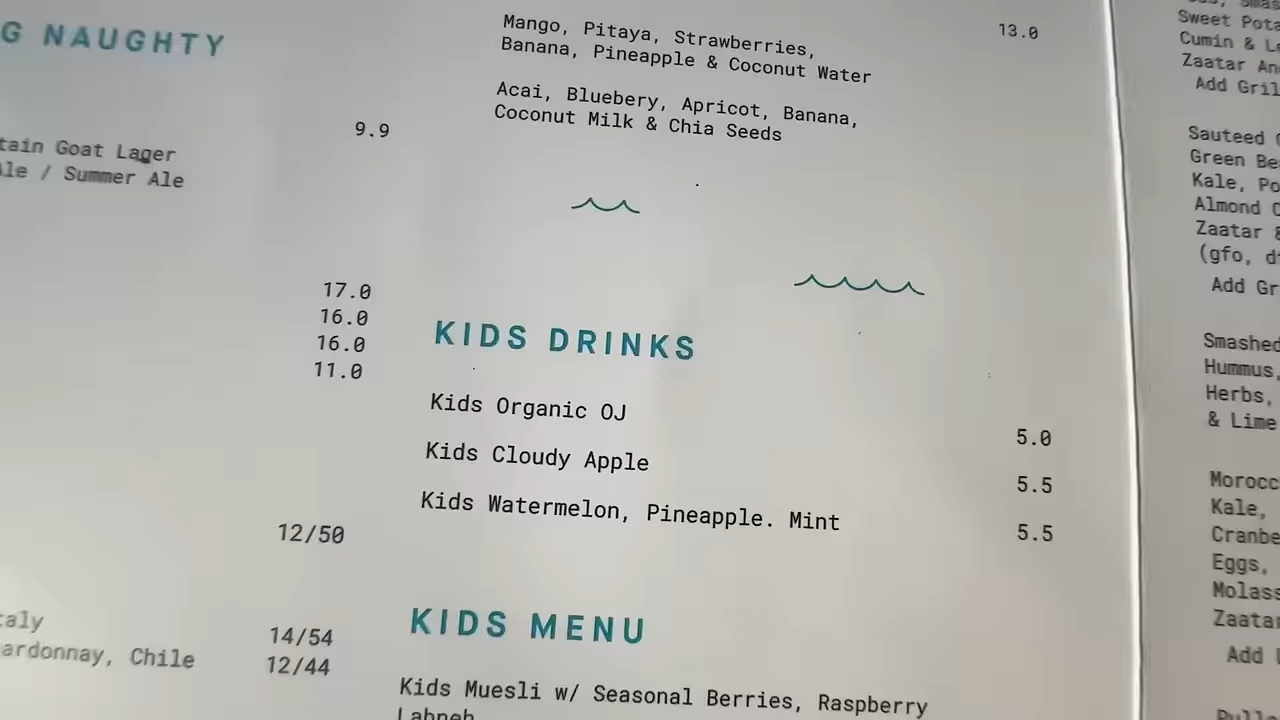 G NAUGHTY
9.9
tain Goat Lager
Ale / Summer Ale
17.0
16.0
16.0
11.0
12/50
taly
14/54
ardonnay, Chile
12/44
Mango, Pitaya, Strawberries,
13.0
Banana, Pineapple & Coconut Water
Acai, Bluebery, Apricot, Banana,
Coconut Milk & Chia Seeds
KIDS DRINKS
Kids Organic OJ
5.0
Kids Cloudy Apple
5.5
Kids Watermelon, Pineapple. Mint
5.5
KIDS MENU
Kids Muesli w/ Seasonal Berries, Raspberry
Labneh
Sweet Pota
Cumin & Le
Zaatar An
Add Gril
Sauteed
Green Be
Kale, Po
Almond
Zaatar &
(gfo, d
Add Gr
Smashed
Hummus,
Herbs,
& Lime
Morocc
Kale,
Cranbe
Eggs,
Molass
Zaatar
Add